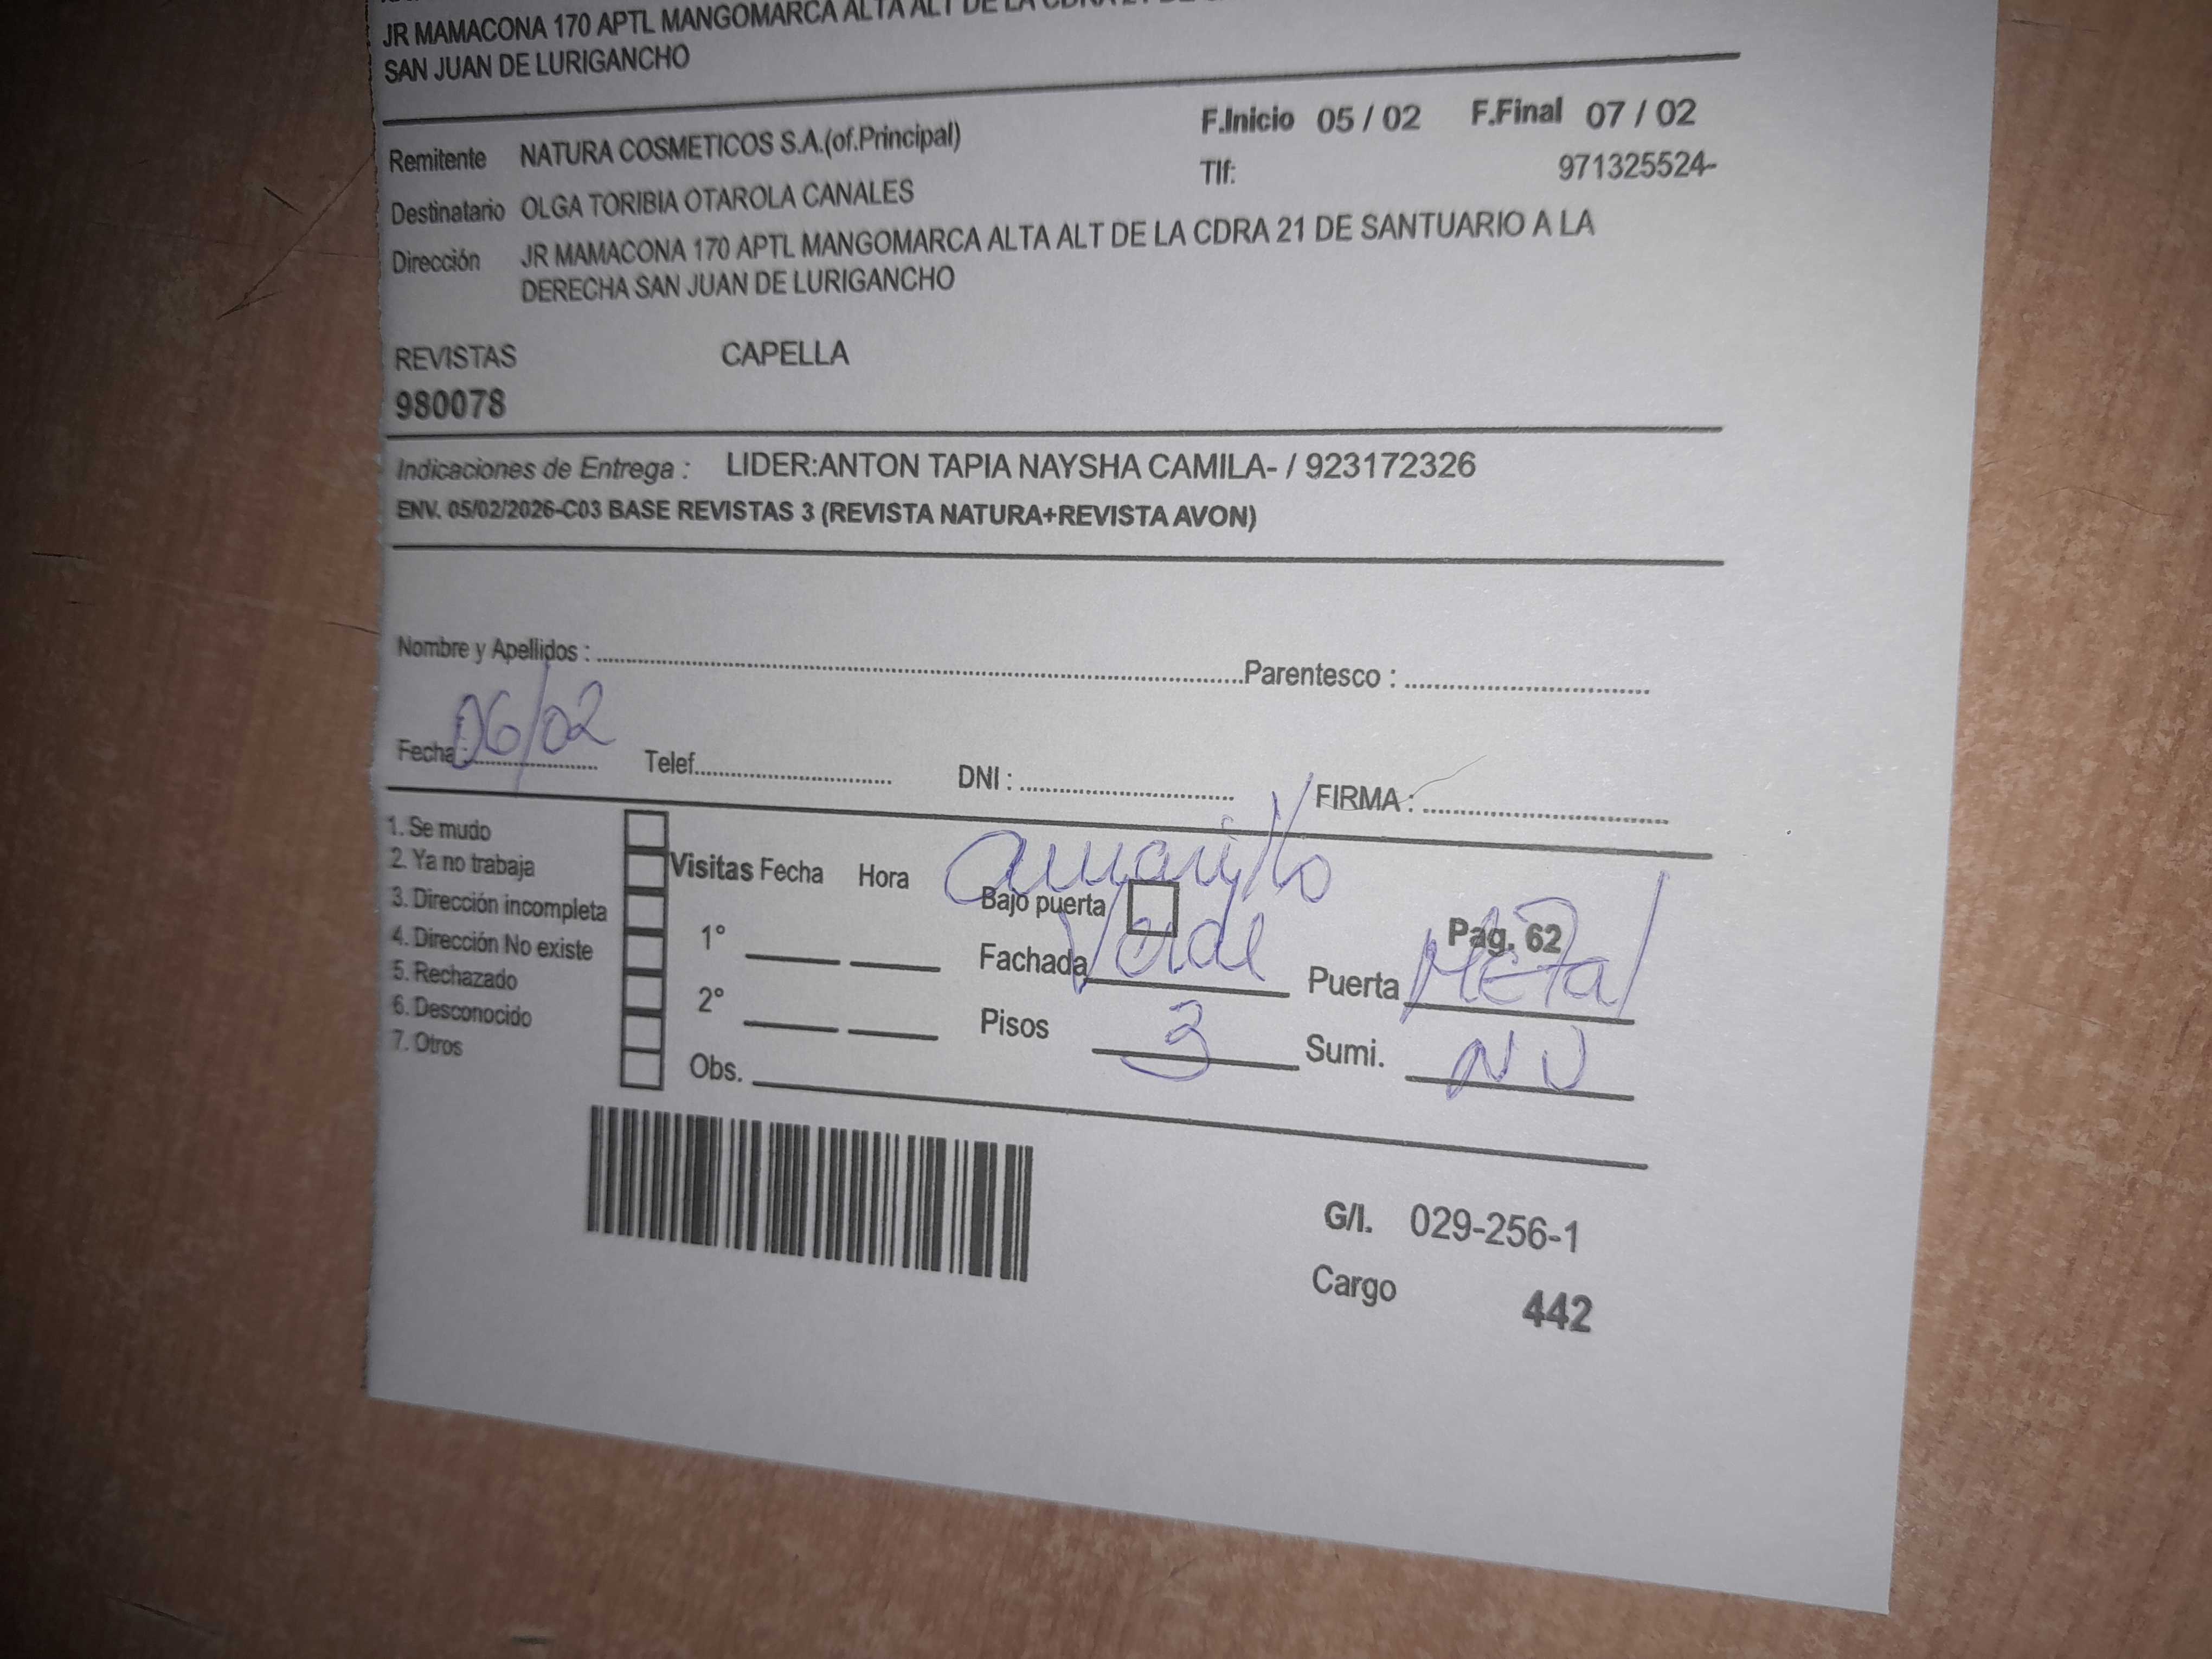 JR MAMACONA 170 APTL MANGOMARCA ALTA ALT DE LA CDRA 21 DE
SAN JUAN DE LURIGANCHO
Remitente NATURA COSMETICOS S.A.(of.Principal) F.Inicio 05 / 02 F.Final 07 / 02
Destinatario OLGA TORIBIA OTAROLA CANALES Tlf: 971325524-
Dirección JR MAMACONA 170 APTL MANGOMARCA ALTA ALT DE LA CDRA 21 DE SANTUARIO A LA
DERECHA SAN JUAN DE LURIGANCHO
REVISTAS CAPELLA
980078
Indicaciones de Entrega : LIDER:ANTON TAPIA NAYSHA CAMILA- / 923172326
ENV. 05/02/2026-C03 BASE REVISTAS 3 (REVISTA NATURA+REVISTA AVON)
Nombre y Apellidos : Parentesco :
Fecha : 06/02 Telef. DNI : FIRMA :
1. Se mudo
2. Ya no trabaja
3. Dirección incompleta
4. Dirección No existe
5. Rechazado
6. Desconocido
7. Otros
Visitas Fecha Hora amarillo
Bajo puerta Pag. 62
1° Fachada Verde Puerta Metal
2° Pisos 3 Sumi. NU
Obs.
G/I. 029-256-1
Cargo 442